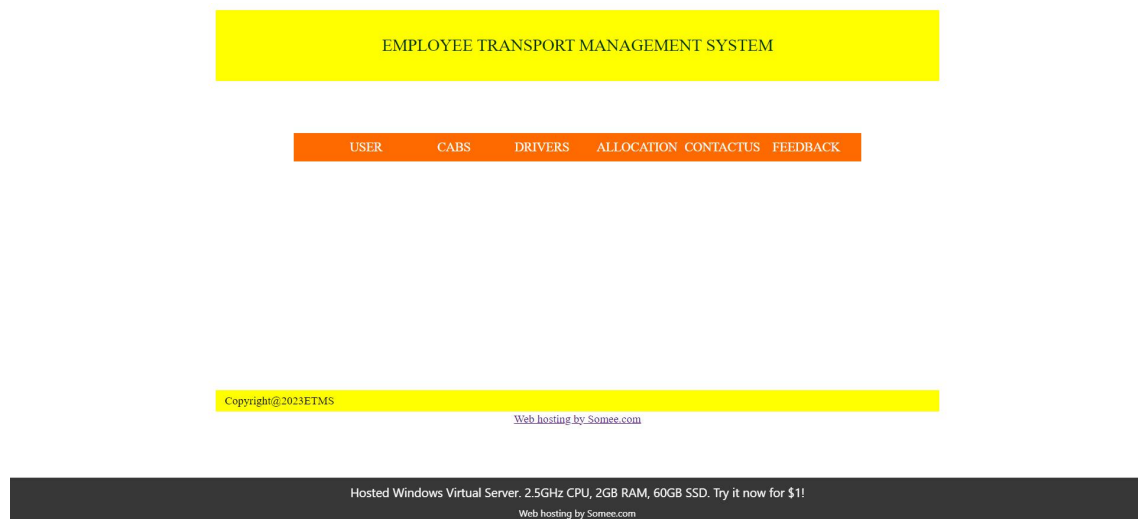 EMPLOYEE TRANSPORT MANAGEMENT SYSTEM
USER CABS DRIVERS ALLOCATION CONTACTUS FEEDBACK
Copyright@2023ETMS
Web hosting by Somee.com
Hosted Windows Virtual Server. 2.5GHz CPU, 2GB RAM, 60GB SSD. Try it now for $1!
Web hosting by Somee.com